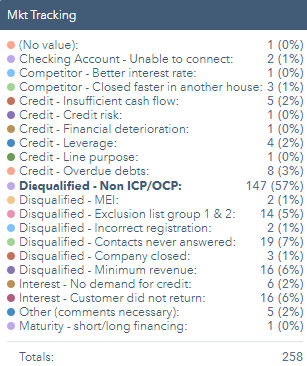 Mkt Tracking
(No value): 1 (0%)
Checking Account - Unable to connect: 2 (1%)
Competitor - Better interest rate: 1 (0%)
Competitor - Closed faster in another house: 3 (1%)
Credit - Insufficient cash flow: 5 (2%)
Credit - Credit risk: 1 (0%)
Credit - Financial deterioration: 1 (0%)
Credit - Leverage: 4 (2%)
Credit - Line purpose: 1 (0%)
Credit - Overdue debts: 8 (3%)
Disqualified - Non ICP/OCP: 147 (57%)
Disqualified - MEI: 2 (1%)
Disqualified - Exclusion list group 1 & 2: 14 (5%)
Disqualified - Incorrect registration: 2 (1%)
Disqualified - Contacts never answered: 19 (7%)
Disqualified - Company closed: 3 (1%)
Disqualified - Minimum revenue: 16 (6%)
Interest - No demand for credit: 6 (2%)
Interest - Customer did not return: 16 (6%)
Other (comments necessary): 5 (2%)
Maturity - short/long financing: 1 (0%)
Totals: 258